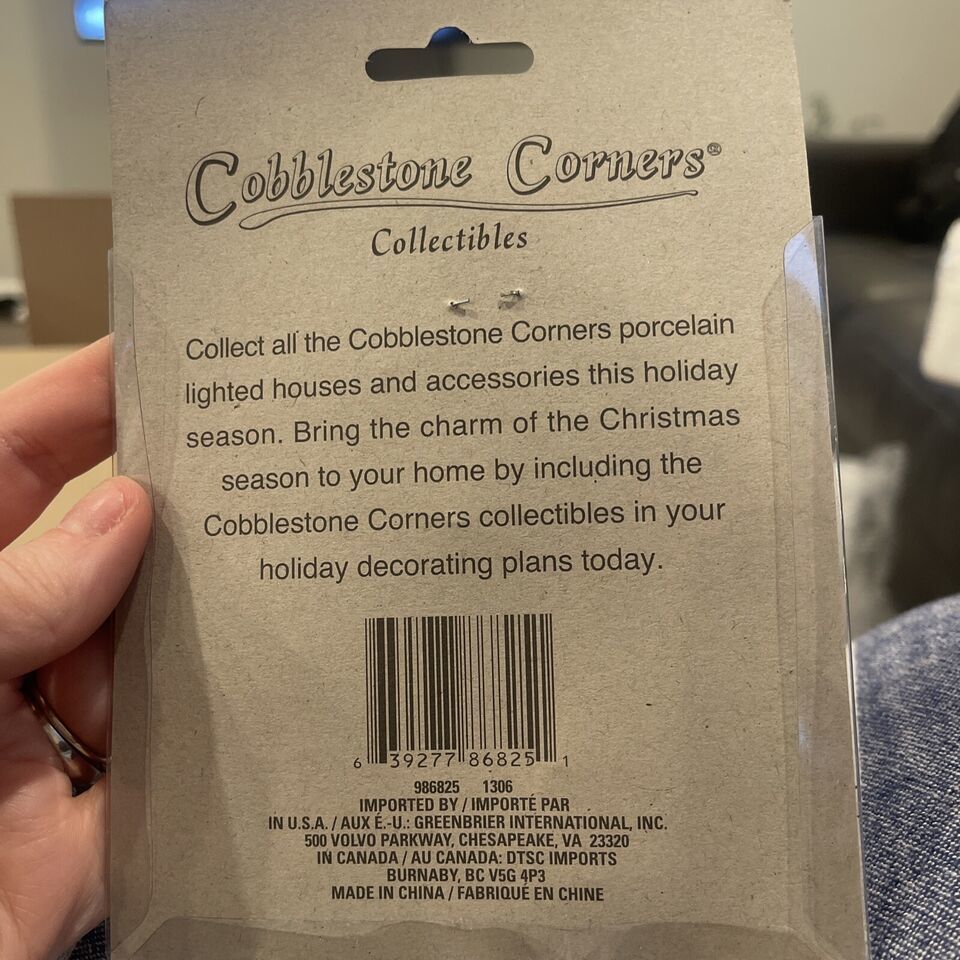 Cobblestone Corners®
Collectibles
Collect all the Cobblestone Corners porcelain
lighted houses and accessories this holiday
season. Bring the charm of the Christmas
season to your home by including the
Cobblestone Corners collectibles in your
holiday decorating plans today.
6 39277 86825 1
986825 1306
IMPORTED BY / IMPORTÉ PAR
IN U.S.A. / AUX É.-U.: GREENBRIER INTERNATIONAL, INC.
500 VOLVO PARKWAY, CHESAPEAKE, VA 23320
IN CANADA / AU CANADA: DTSC IMPORTS
BURNABY, BC V5G 4P3
MADE IN CHINA / FABRIQUÉ EN CHINE